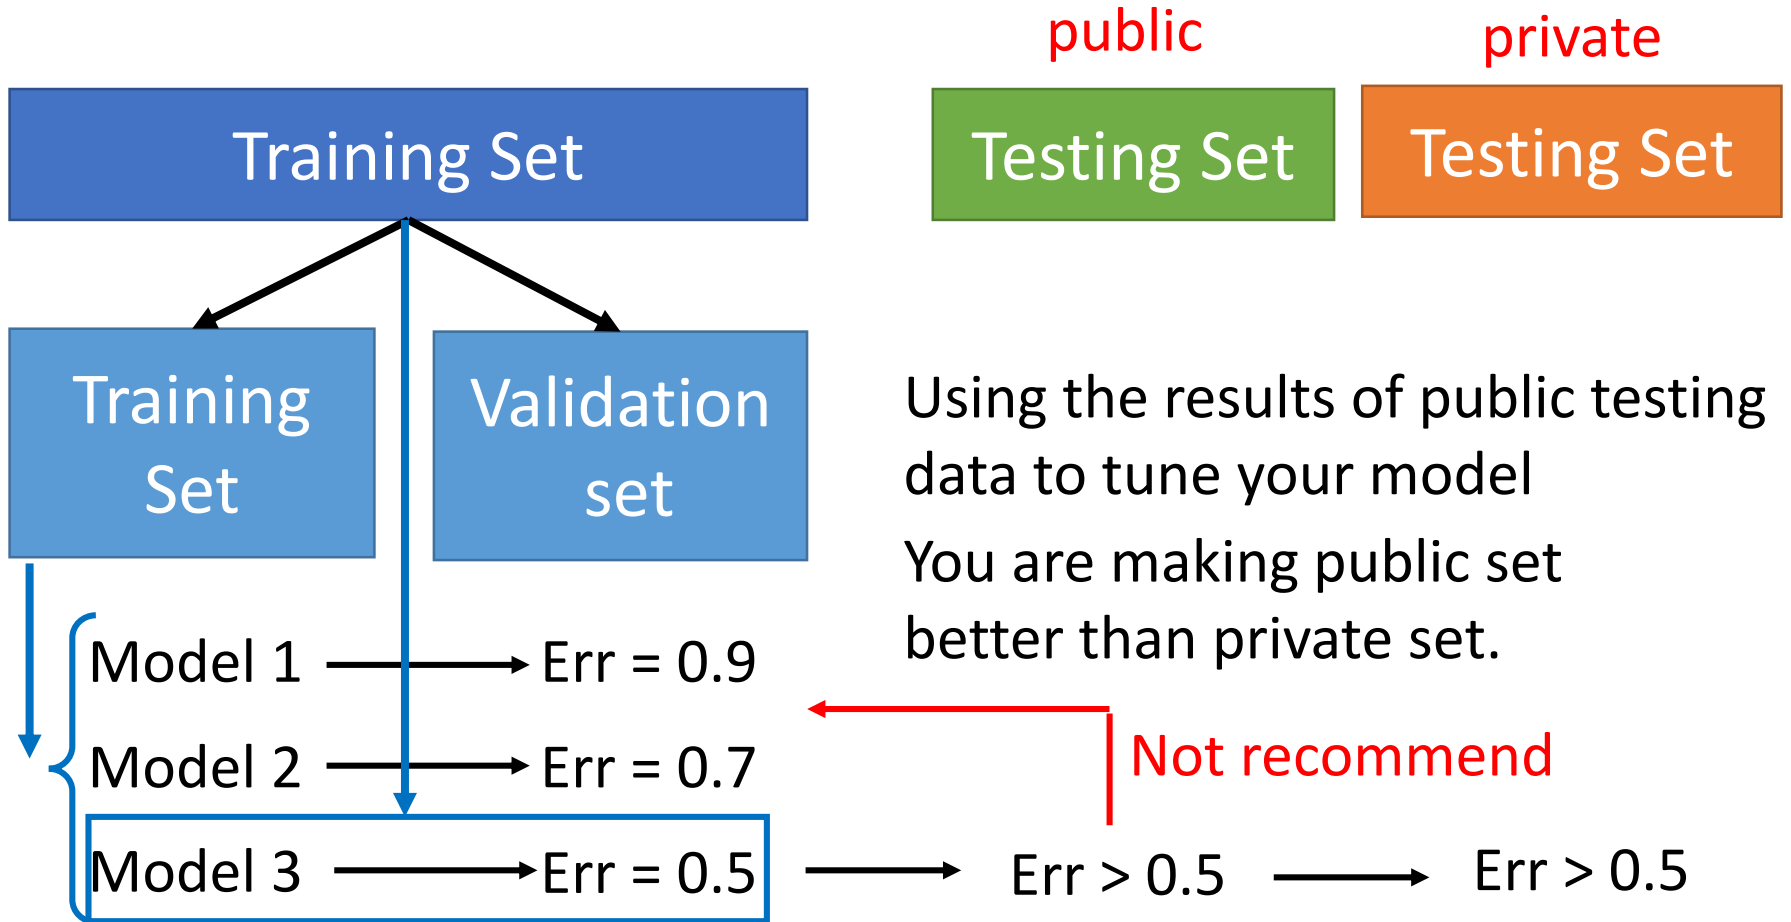 public
private
Training Set
Testing Set
Testing Set
Training
Set
Validation
set
Using the results of public testing
data to tune your model
You are making public set
better than private set.
Model 1
Err = 0.9
Model 2
Err = 0.7
Not recommend
Model 3
Err = 0.5
Err > 0.5
Err > 0.5